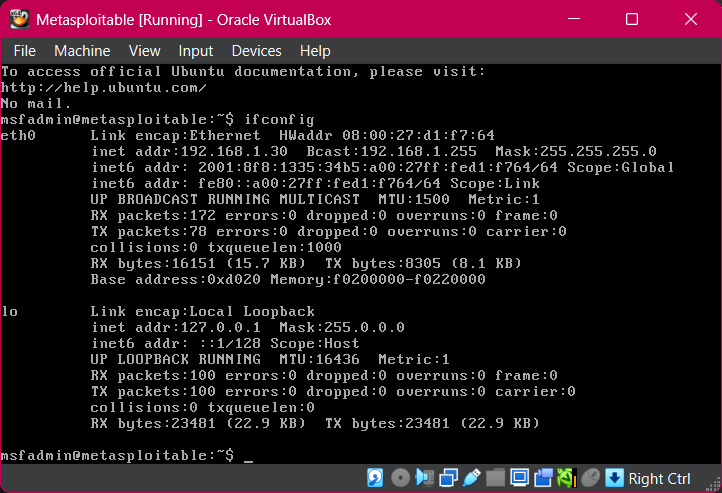 Metasploitable [Running] - Oracle VirtualBox
File Machine View Input Devices Help
To access official Ubuntu documentation, please visit:
http://help.ubuntu.com/
No mail.
msfadmin@metasploitable:~$ ifconfig
eth0 Link encap:Ethernet HWaddr 08:00:27:d1:f7:64
inet addr:192.168.1.30 Bcast:192.168.1.255 Mask:255.255.255.0
inet6 addr: 2001:8f8:1335:34b5:a00:27ff:fed1:f764/64 Scope:Global
inet6 addr: fe80::a00:27ff:fed1:f764/64 Scope:Link
UP BROADCAST RUNNING MULTICAST MTU:1500 Metric:1
RX packets:172 errors:0 dropped:0 overruns:0 frame:0
TX packets:78 errors:0 dropped:0 overruns:0 carrier:0
collisions:0 txqueuelen:1000
RX bytes:16151 (15.7 KB) TX bytes:8305 (8.1 KB)
Base address:0xd020 Memory:f0200000-f0220000
lo Link encap:Local Loopback
inet addr:127.0.0.1 Mask:255.0.0.0
inet6 addr: ::1/128 Scope:Host
UP LOOPBACK RUNNING MTU:16436 Metric:1
RX packets:100 errors:0 dropped:0 overruns:0 frame:0
TX packets:100 errors:0 dropped:0 overruns:0 carrier:0
collisions:0 txqueuelen:0
RX bytes:23481 (22.9 KB) TX bytes:23481 (22.9 KB)
msfadmin@metasploitable:~$ _
Right Ctrl